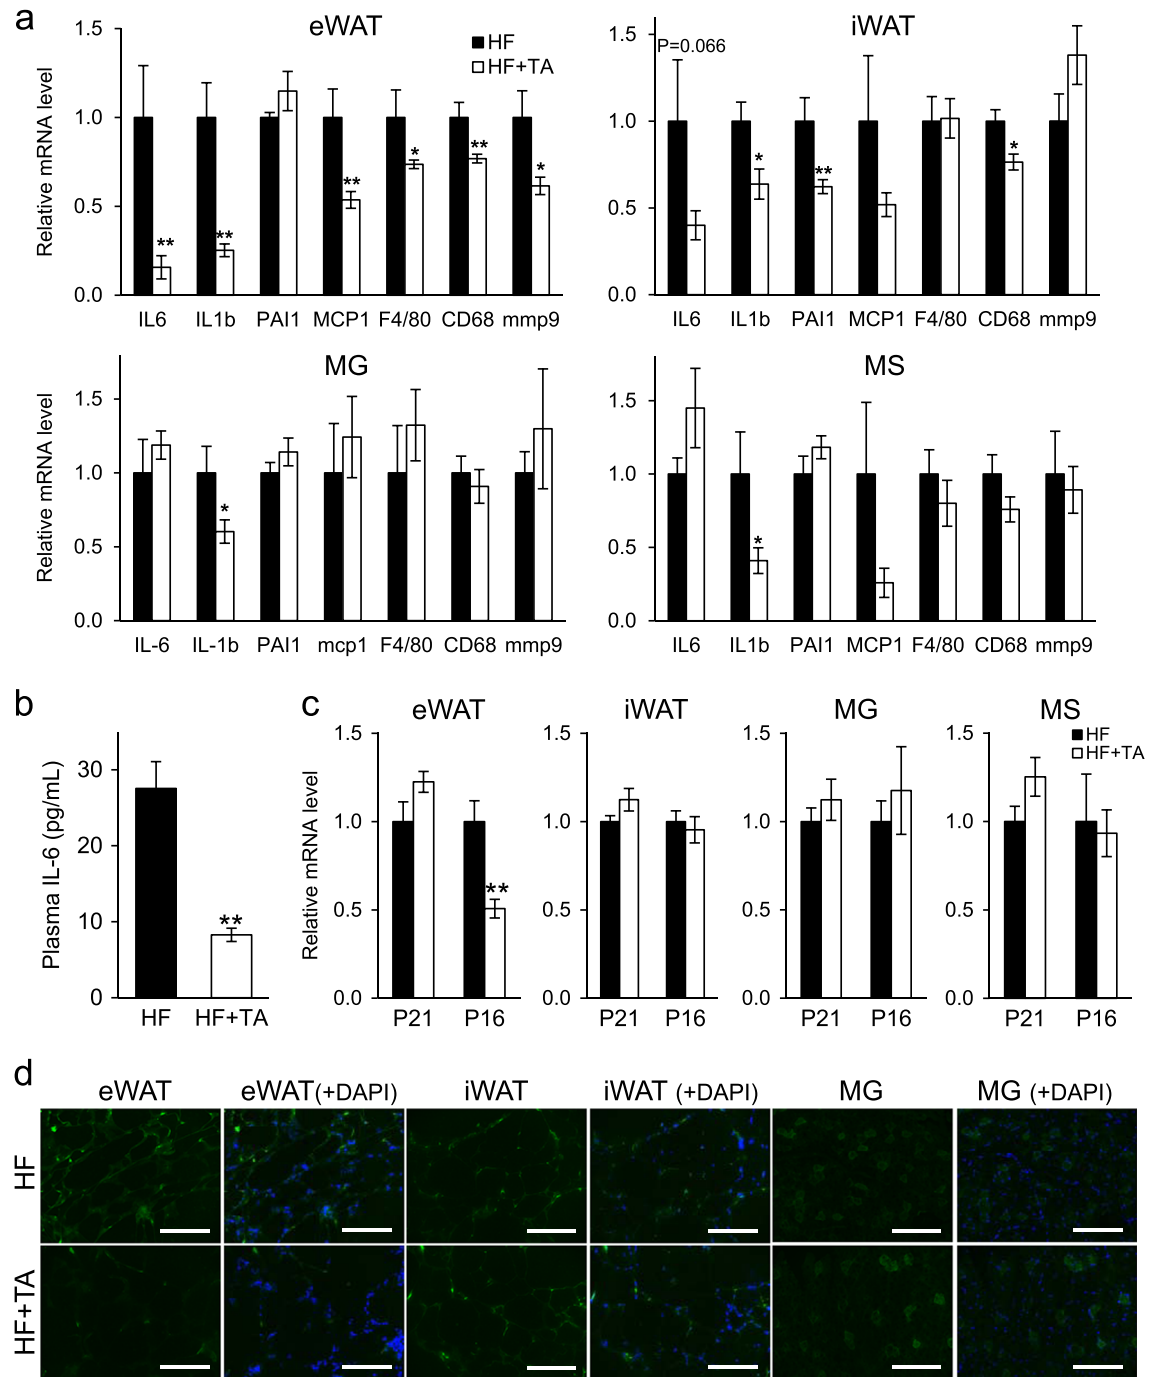 a
eWAT
HF
HF+TA
Relative mRNA level
1.5
1.0
0.5
0.0
** ** ** * ** *
IL6 IL1b PAI1 MCP1 F4/80 CD68 mmp9
iWAT
P=0.066
1.5
1.0
0.5
0.0
* ** *
IL6 IL1b PAI1 MCP1 F4/80 CD68 mmp9
MG
Relative mRNA level
1.5
1.0
0.5
0.0
*
IL-6 IL-1b PAI1 mcp1 F4/80 CD68 mmp9
MS
1.5
1.0
0.5
0.0
*
IL6 IL1b PAI1 MCP1 F4/80 CD68 mmp9
b
Plasma IL-6 (pg/mL)
30
20
10
0
**
HF HF+TA
c
eWAT
Relative mRNA level
1.5
1.0
0.5
0.0
**
P21 P16
iWAT
1.5
1.0
0.5
0.0
P21 P16
MG
1.5
1.0
0.5
0.0
P21 P16
MS
HF
HF+TA
1.5
1.0
0.5
0.0
P21 P16
d
eWAT eWAT(+DAPI) iWAT iWAT (+DAPI) MG MG (+DAPI)
HF
HF+TA